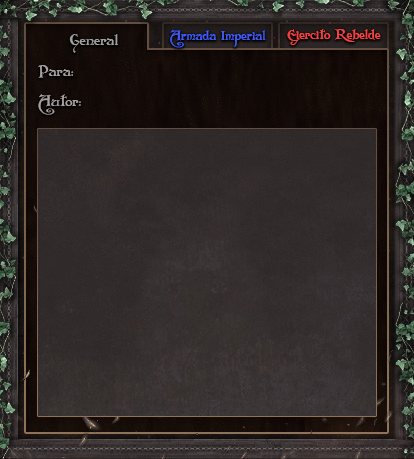 General
Armada Imperial
Ejercito Rebelde
Para:
Autor: